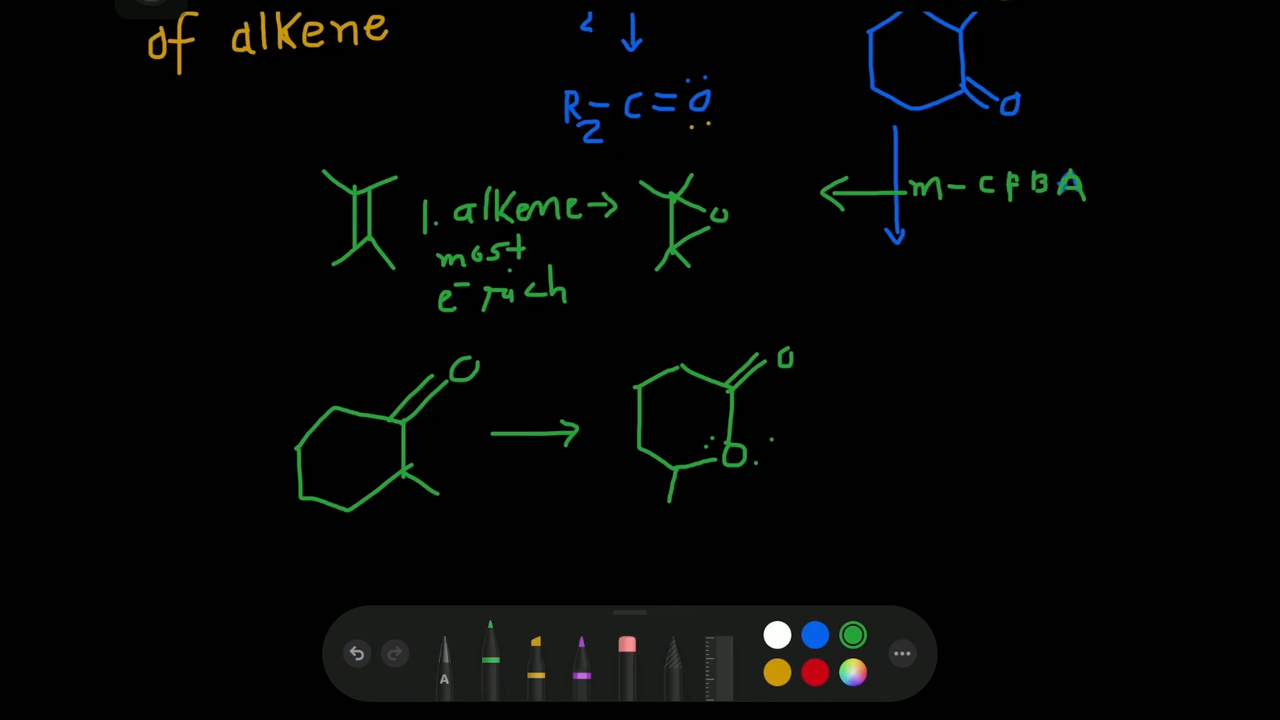 of alkene
R2-C=O
O
m-CPBA
1. alkene →
most
e- rich
O
O
O
O
A